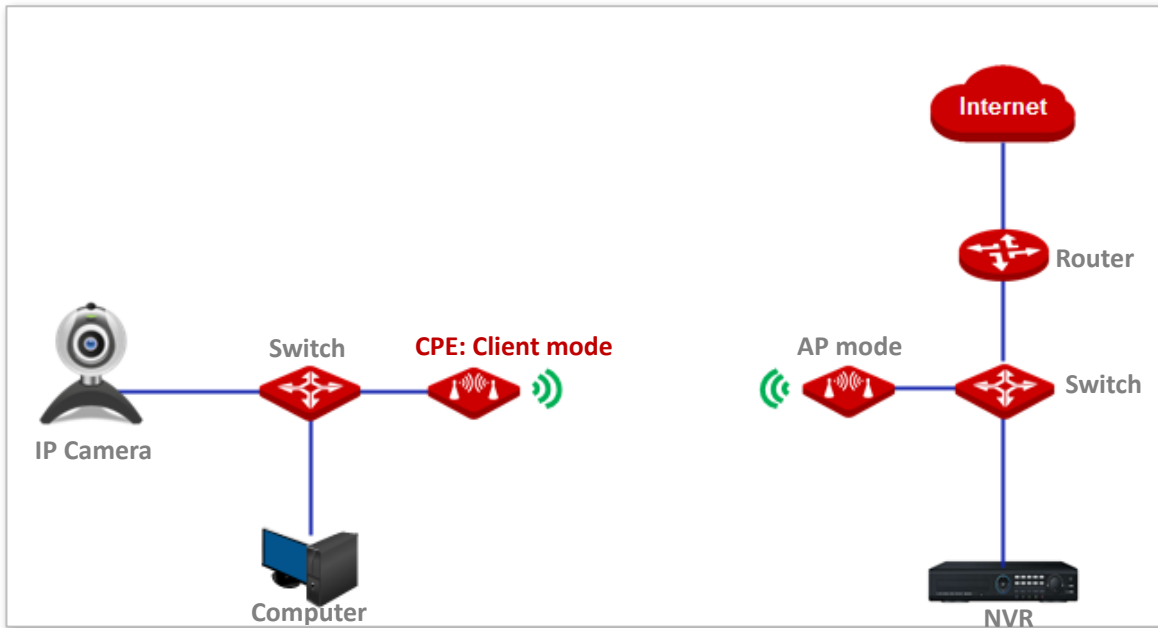 Internet
Router
Switch
CPE: Client mode
AP mode
Switch
IP Camera
Computer
NVR